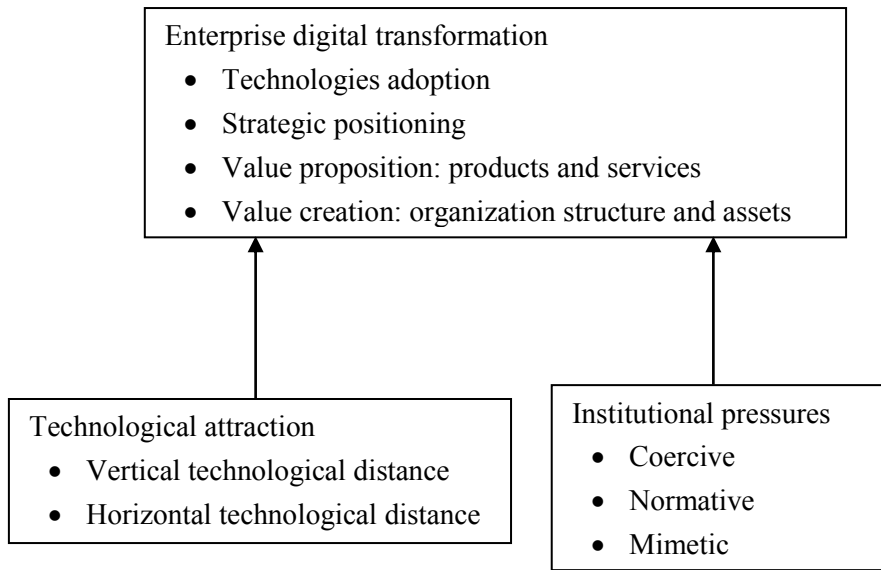 Enterprise digital transformation
• Technologies adoption
• Strategic positioning
• Value proposition: products and services
• Value creation: organization structure and assets
Technological attraction
• Vertical technological distance
• Horizontal technological distance
Institutional pressures
• Coercive
• Normative
• Mimetic